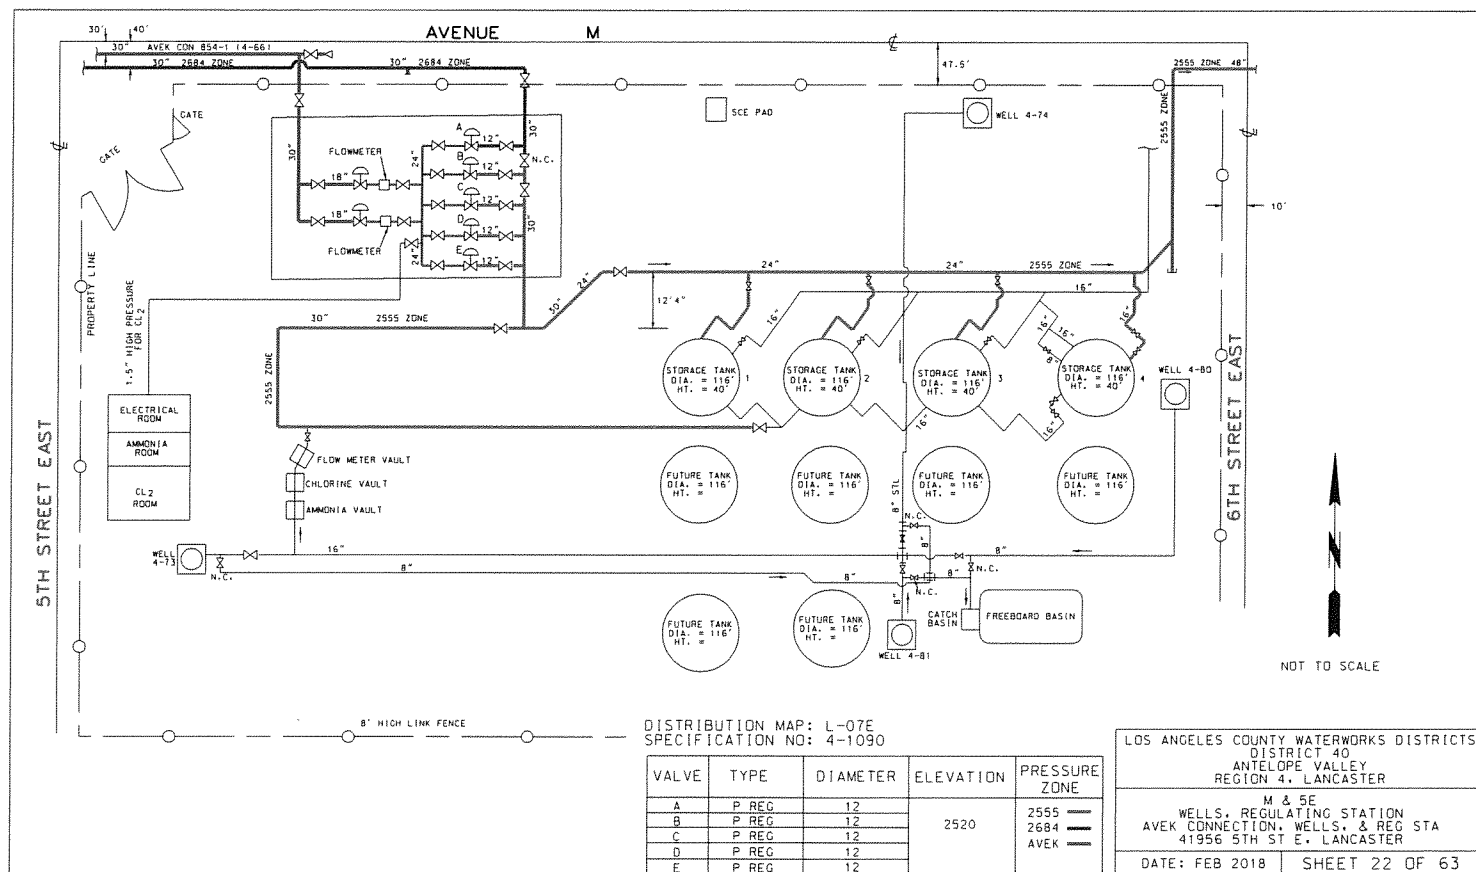 AVENUE M
30' 40'
30" AVEK CON 854-1 (4-66)
30" 2684 ZONE
30" 2684 ZONE
47.5'
2555 ZONE 48"
2555 ZONE
GATE
GATE
SCE PAD
WELL 4-74
10'
30"
30"
N.C.
30"
FLOWMETER
18"
18"
FLOWMETER
24"
24"
A 12"
B 12"
C 12"
D 12"
E 12"
PROPERTY LINE
1.5" HIGH PRESSURE
FOR CL2
30" 2555 ZONE
30"
24"
24"
24"
2555 ZONE
12'4"
16"
16"
16"
16"
16"
8"
2555 ZONE
STORAGE TANK
DIA. = 116'
HT. = 40'
1
STORAGE TANK
DIA. = 116'
HT. = 40'
2
STORAGE TANK
DIA. = 116'
HT. = 40'
3
STORAGE TANK
DIA. = 116'
HT. = 40'
4
WELL 4-80
16"
16"
ELECTRICAL
ROOM
AMMONIA
ROOM
CL2
ROOM
FLOW METER VAULT
CHLORINE VAULT
AMMONIA VAULT
FUTURE TANK
DIA. = 116'
HT. =
FUTURE TANK
DIA. = 116'
HT. =
FUTURE TANK
DIA. = 116'
HT. =
FUTURE TANK
DIA. = 116'
HT. =
5TH STREET EAST
6TH STREET EAST
8" STL
N.C.
8"
WELL
4-73
N.C.
16"
8"
8"
8"
N.C.
N.C.
8"
FUTURE TANK
DIA. = 116'
HT. =
FUTURE TANK
DIA. = 116'
HT. =
WELL 4-81
CATCH
BASIN
FREEBOARD BASIN
N
NOT TO SCALE
8' HIGH LINK FENCE
DISTRIBUTION MAP: L-07E
SPECIFICATION NO: 4-1090
VALVE TYPE DIAMETER ELEVATION PRESSURE ZONE
A P REG 12
B P REG 12
C P REG 12
D P REG 12
E P REG 12
2520
2555
2684
AVEK
LOS ANGELES COUNTY WATERWORKS DISTRICTS
DISTRICT 40
ANTELOPE VALLEY
REGION 4, LANCASTER
M & 5E
WELLS, REGULATING STATION
AVEK CONNECTION, WELLS, & REG STA
41956 5TH ST E, LANCASTER
DATE: FEB 2018
SHEET 22 OF 63